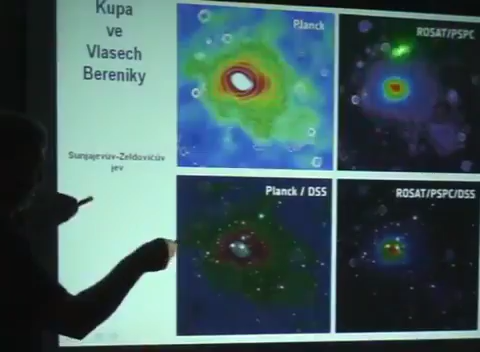 Kupa
ve
Vlasech
Bereniky
Sunjajevův-Zeldovičův
jev
Planck
ROSAT/PSPC
Planck / DSS
ROSAT/PSPC/DSS